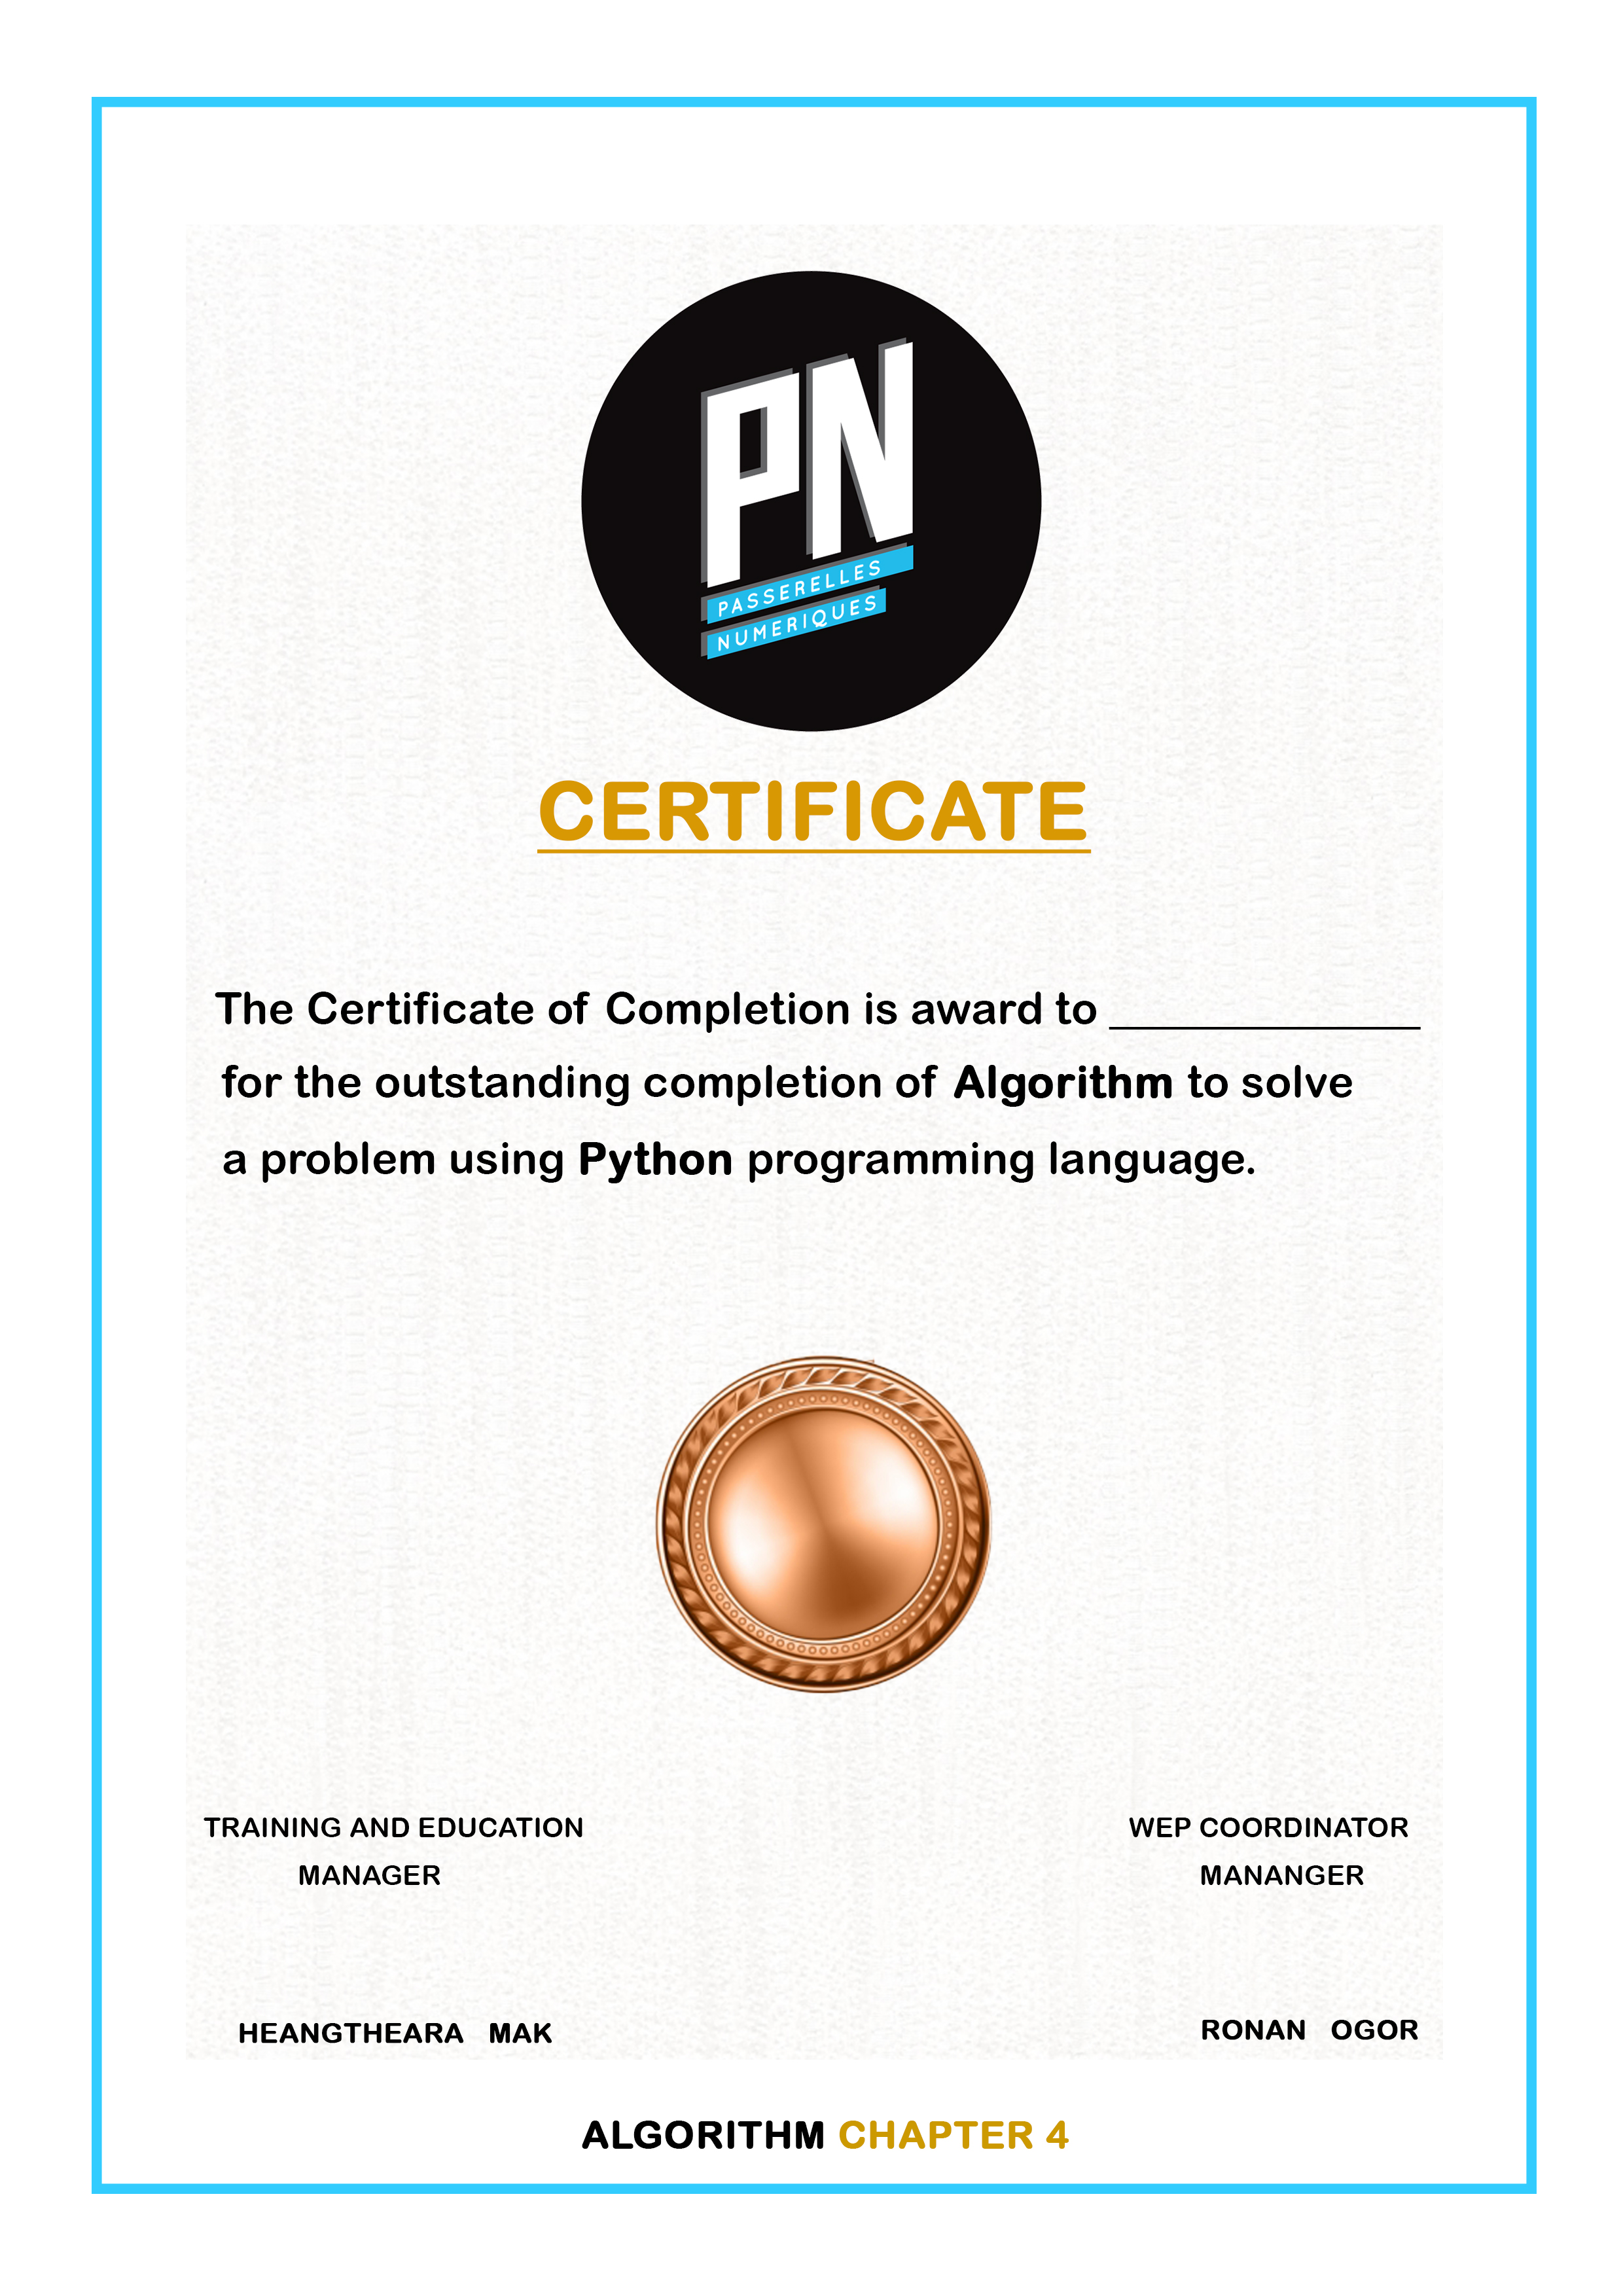 PN
PASSERELLES
NUMERIQUES
CERTIFICATE
The Certificate of Completion is award to ______________
for the outstanding completion of Algorithm to solve
a problem using Python programming language.
TRAINING AND EDUCATION
MANAGER
WEP COORDINATOR
MANANGER
HEANGTHEARA MAK
RONAN OGOR
ALGORITHM CHAPTER 4